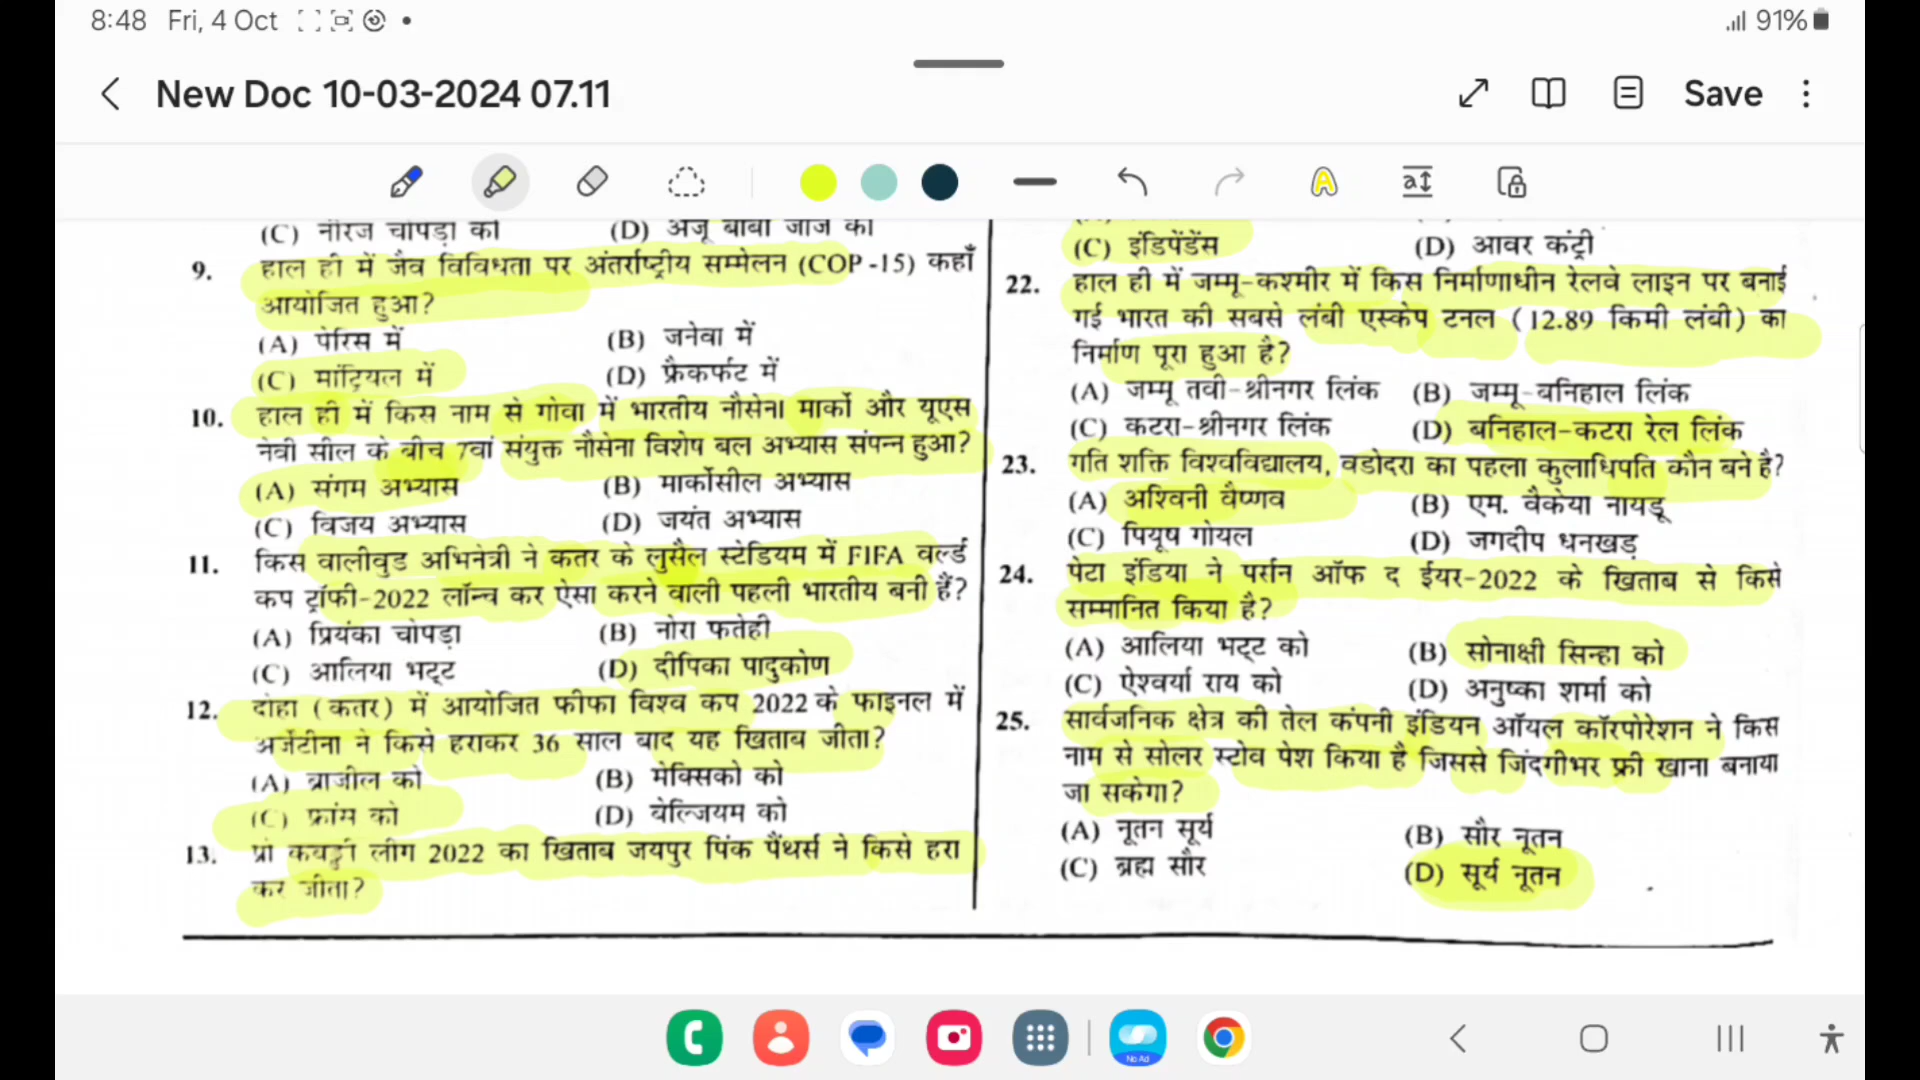 8:48 Fri, 4 Oct
91%
New Doc 10-03-2024 07.11
Save
(C) नीरज चोपड़ा को (D) अंजू बॉबी जॉर्ज को
9. हाल ही में जैव विविधता पर अंतर्राष्ट्रीय सम्मेलन (COP-15) कहाँ
आयोजित हुआ?
(A) पेरिस में (B) जनेवा में
(C) मांट्रियल में (D) फ्रैकफर्ट में
10. हाल ही में किस नाम से गोवा में भारतीय नौसेना मार्को और यूएस
नेवी सील के बीच 7वां संयुक्त नौसेना विशेष बल अभ्यास संपन्न हुआ?
(A) संगम अभ्यास (B) मार्कोसील अभ्यास
(C) विजय अभ्यास (D) जयंत अभ्यास
11. किस वालीवुड अभिनेत्री ने कतर के लुसैल स्टेडियम में FIFA वर्ल्ड
कप ट्रॉफी-2022 लॉन्च कर ऐसा करने वाली पहली भारतीय बनी हैं?
(A) प्रियंका चोपड़ा (B) नोरा फतेही
(C) आलिया भट्ट (D) दीपिका पादुकोण
12. दोहा (कतर) में आयोजित फीफा विश्व कप 2022 के फाइनल में
अर्जेंटीना ने किसे हराकर 36 साल बाद यह खिताब जीता?
(A) ब्राजील को (B) मेक्सिको को
(C) फ्रांस को (D) बेल्जियम को
13. प्रो कबड्डी लीग 2022 का खिताब जयपुर पिंक पैंथर्स ने किसे हरा
कर जीता?
(C) इंडिपेंडेंस (D) आवर कंट्री
22. हाल ही में जम्मू-कश्मीर में किस निर्माणाधीन रेलवे लाइन पर बनाई
गई भारत की सबसे लंबी एस्केप टनल (12.89 किमी लंबी) का
निर्माण पूरा हुआ है?
(A) जम्मू तवी-श्रीनगर लिंक (B) जम्मू-बनिहाल लिंक
(C) कटरा-श्रीनगर लिंक (D) बनिहाल-कटरा रेल लिंक
23. गति शक्ति विश्वविद्यालय, वडोदरा का पहला कुलाधिपति कौन बने है?
(A) अश्विनी वैष्णव (B) एम. वैकेया नायडू
(C) पियूष गोयल (D) जगदीप धनखड़
24. पेटा इंडिया ने पर्सन ऑफ द ईयर-2022 के खिताब से किसे
सम्मानित किया है?
(A) आलिया भट्ट को (B) सोनाक्षी सिन्हा को
(C) ऐश्वर्या राय को (D) अनुष्का शर्मा को
25. सार्वजनिक क्षेत्र की तेल कंपनी इंडियन ऑयल कॉरपोरेशन ने किस
नाम से सोलर स्टोव पेश किया है जिससे जिंदगीभर फ्री खाना बनाया
जा सकेगा?
(A) नूतन सूर्य (B) सौर नूतन
(C) ब्रह्म सौर (D) सूर्य नूतन
No Ad